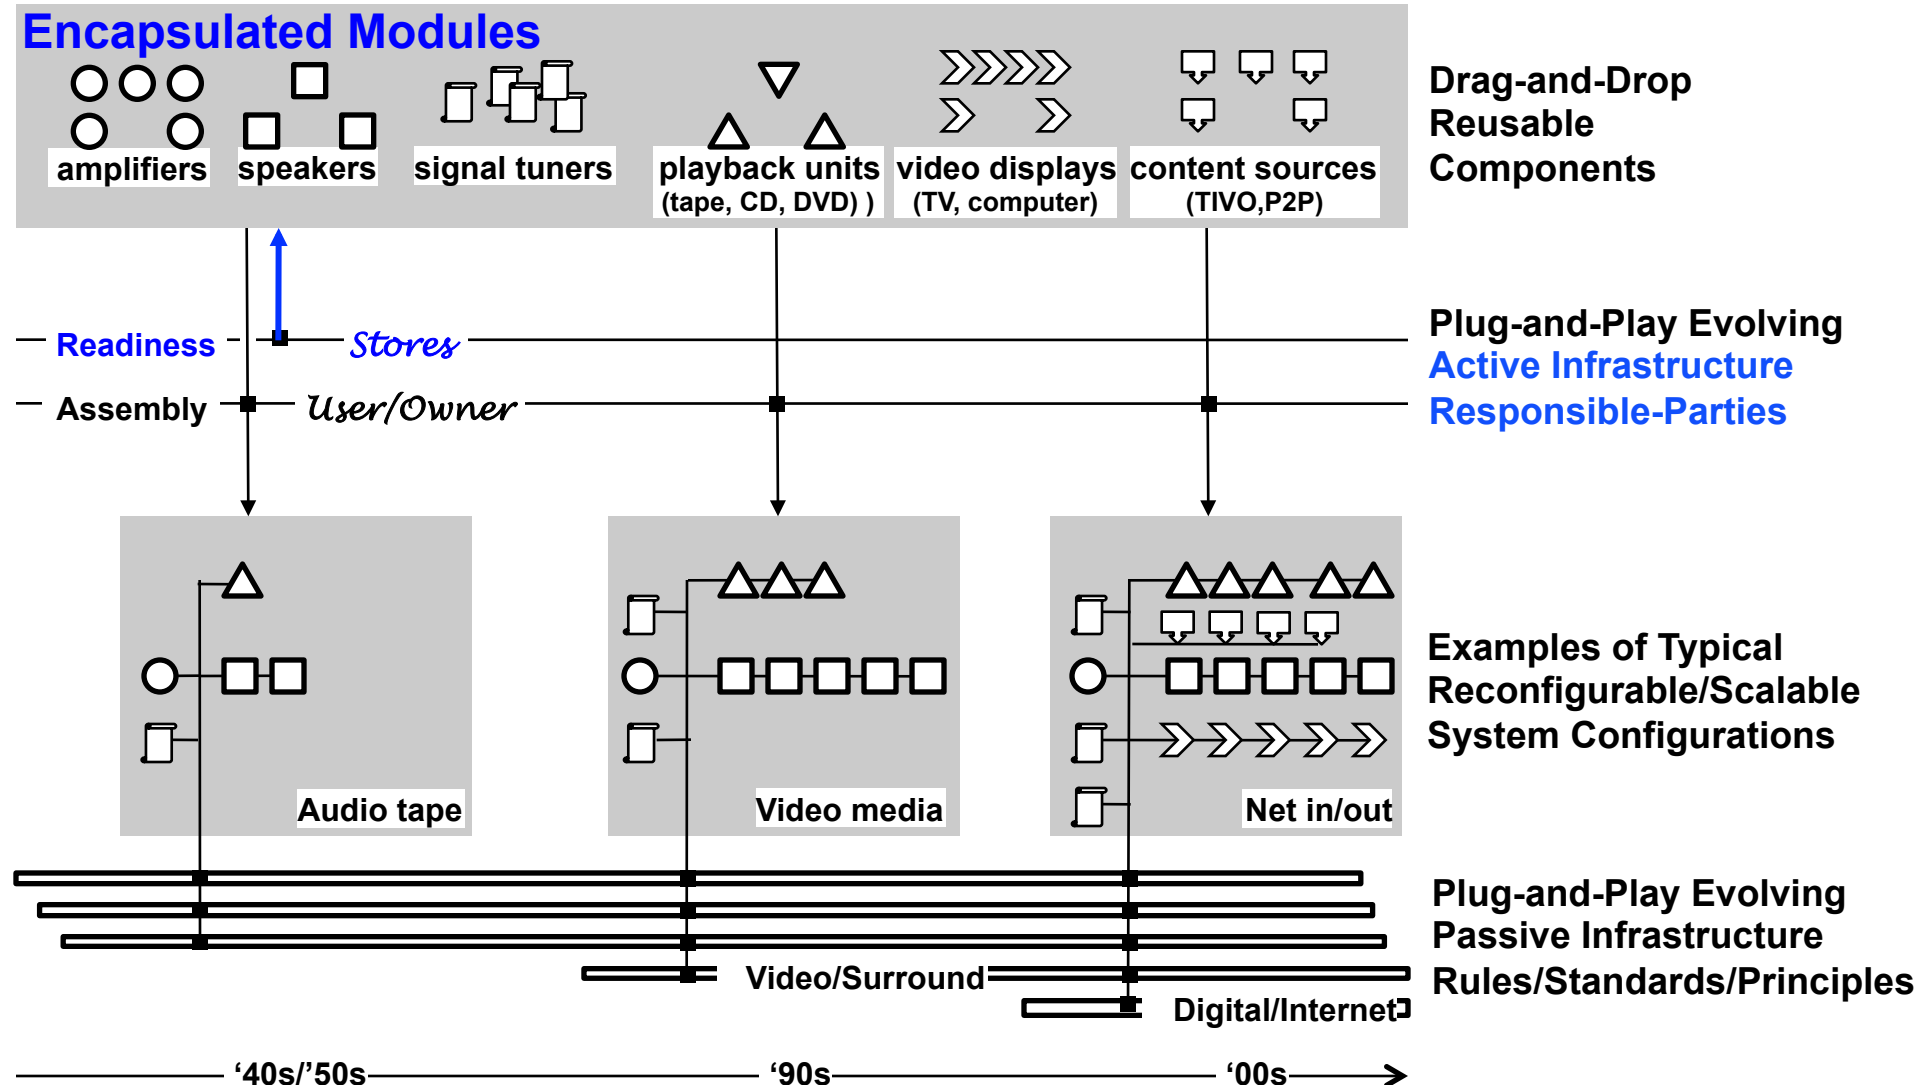 Encapsulated Modules
amplifiers
speakers
signal tuners
playback units
(tape, CD, DVD) )
video displays
(TV, computer)
content sources
(TIVO,P2P)
Drag-and-Drop
Reusable
Components
Readiness
Stores
Assembly
User/Owner
Plug-and-Play Evolving
Active Infrastructure
Responsible-Parties
Audio tape
Video media
Net in/out
Examples of Typical
Reconfigurable/Scalable
System Configurations
Video/Surround
Digital/Internet
Plug-and-Play Evolving
Passive Infrastructure
Rules/Standards/Principles
‘40s/’50s
‘90s
‘00s